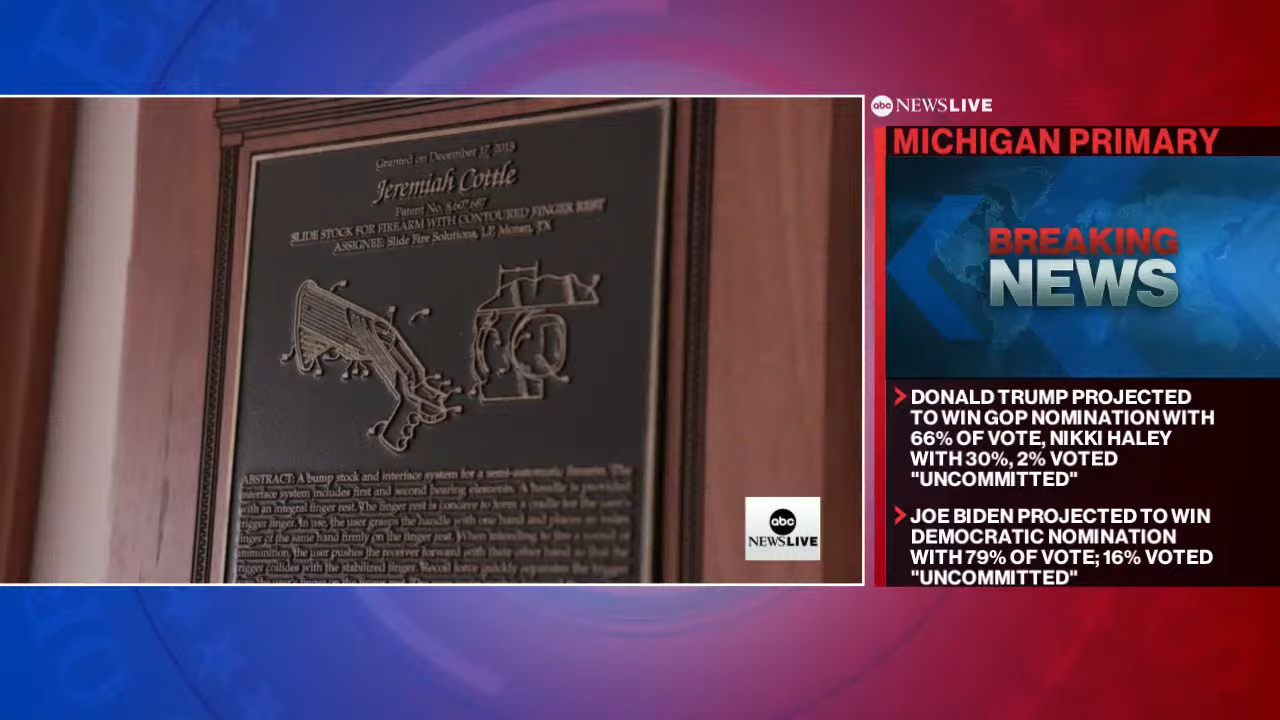 Granted on December 17, 2013
Jeremiah Cottle
Patent No. 8,607,687
SLIDE STOCK FOR FIREARM WITH CONTOURED FINGER REST
ASSIGNEE: Slide Fire Solutions, LP, Moran, TX
ABSTRACT: A bump stock and interface system for a semi-automatic firearm. The
interface system includes first and second bearing elements. A handle is provided
with an integral finger rest. The finger rest is concave to form a cradle for the user's
trigger finger. In use, the user grasps the handle with one hand and places an index
finger of the same hand firmly on the finger rest. When intending to fire a round of
ammunition, the user pushes the receiver forward with their other hand so that the
trigger collides with the stabilized finger. Recoil force quickly separates the trigger
abc
NEWSLIVE
abc NEWSLIVE
MICHIGAN PRIMARY
BREAKING
NEWS
DONALD TRUMP PROJECTED
TO WIN GOP NOMINATION WITH
66% OF VOTE, NIKKI HALEY
WITH 30%, 2% VOTED
"UNCOMMITTED"
JOE BIDEN PROJECTED TO WIN
DEMOCRATIC NOMINATION
WITH 79% OF VOTE; 16% VOTED
"UNCOMMITTED"